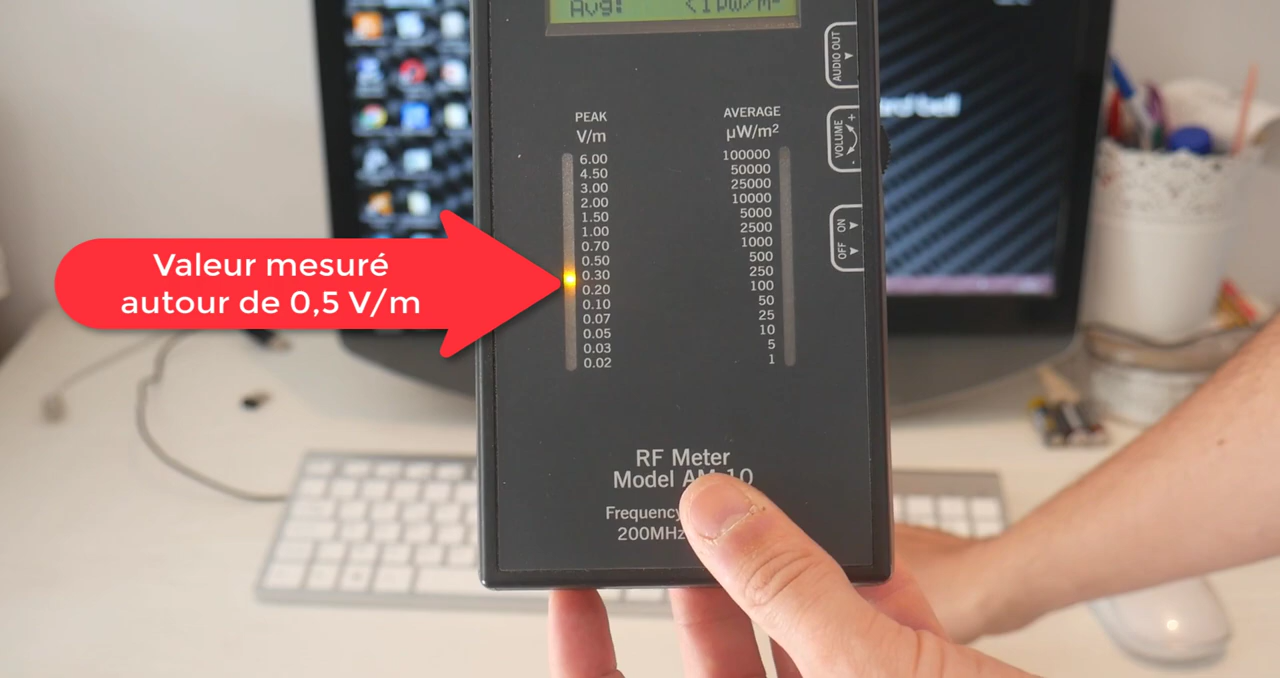 Avg: <1µW/m²
AUDIO OUT
PEAK
V/m
6.00
4.50
3.00
2.00
1.50
1.00
0.70
0.50
0.30
0.20
0.10
0.07
0.05
0.03
0.02
AVERAGE
µW/m²
100000
50000
25000
10000
5000
2500
1000
500
250
100
50
25
10
5
1
VOLUME
+
-
OFF ON
Valeur mesuré
autour de 0,5 V/m
RF Meter
Model AM-10
Frequency
200MHz